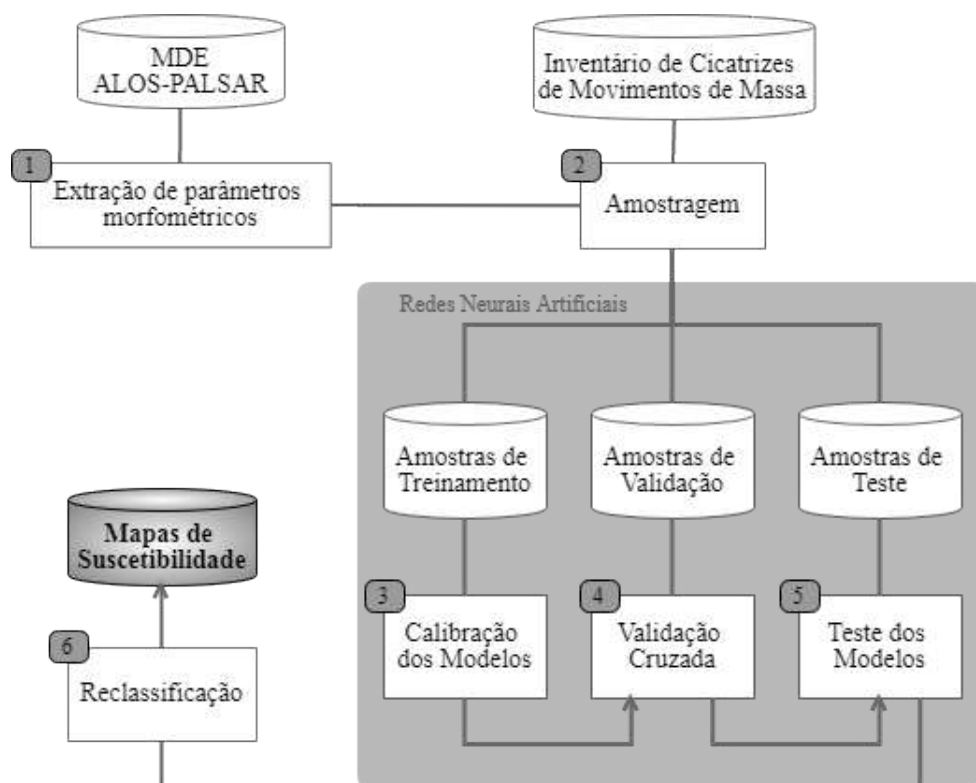 MDE
ALOS-PALSAR
Inventário de Cicatrizes
de Movimentos de Massa
1
Extração de parâmetros
morfométricos
2
Amostragem
Redes Neurais Artificiais
Amostras de
Treinamento
Amostras de
Validação
Amostras de
Teste
Mapas de
Suscetibilidade
3
Calibração
dos Modelos
4
Validação
Cruzada
5
Teste dos
Modelos
6
Reclassificação